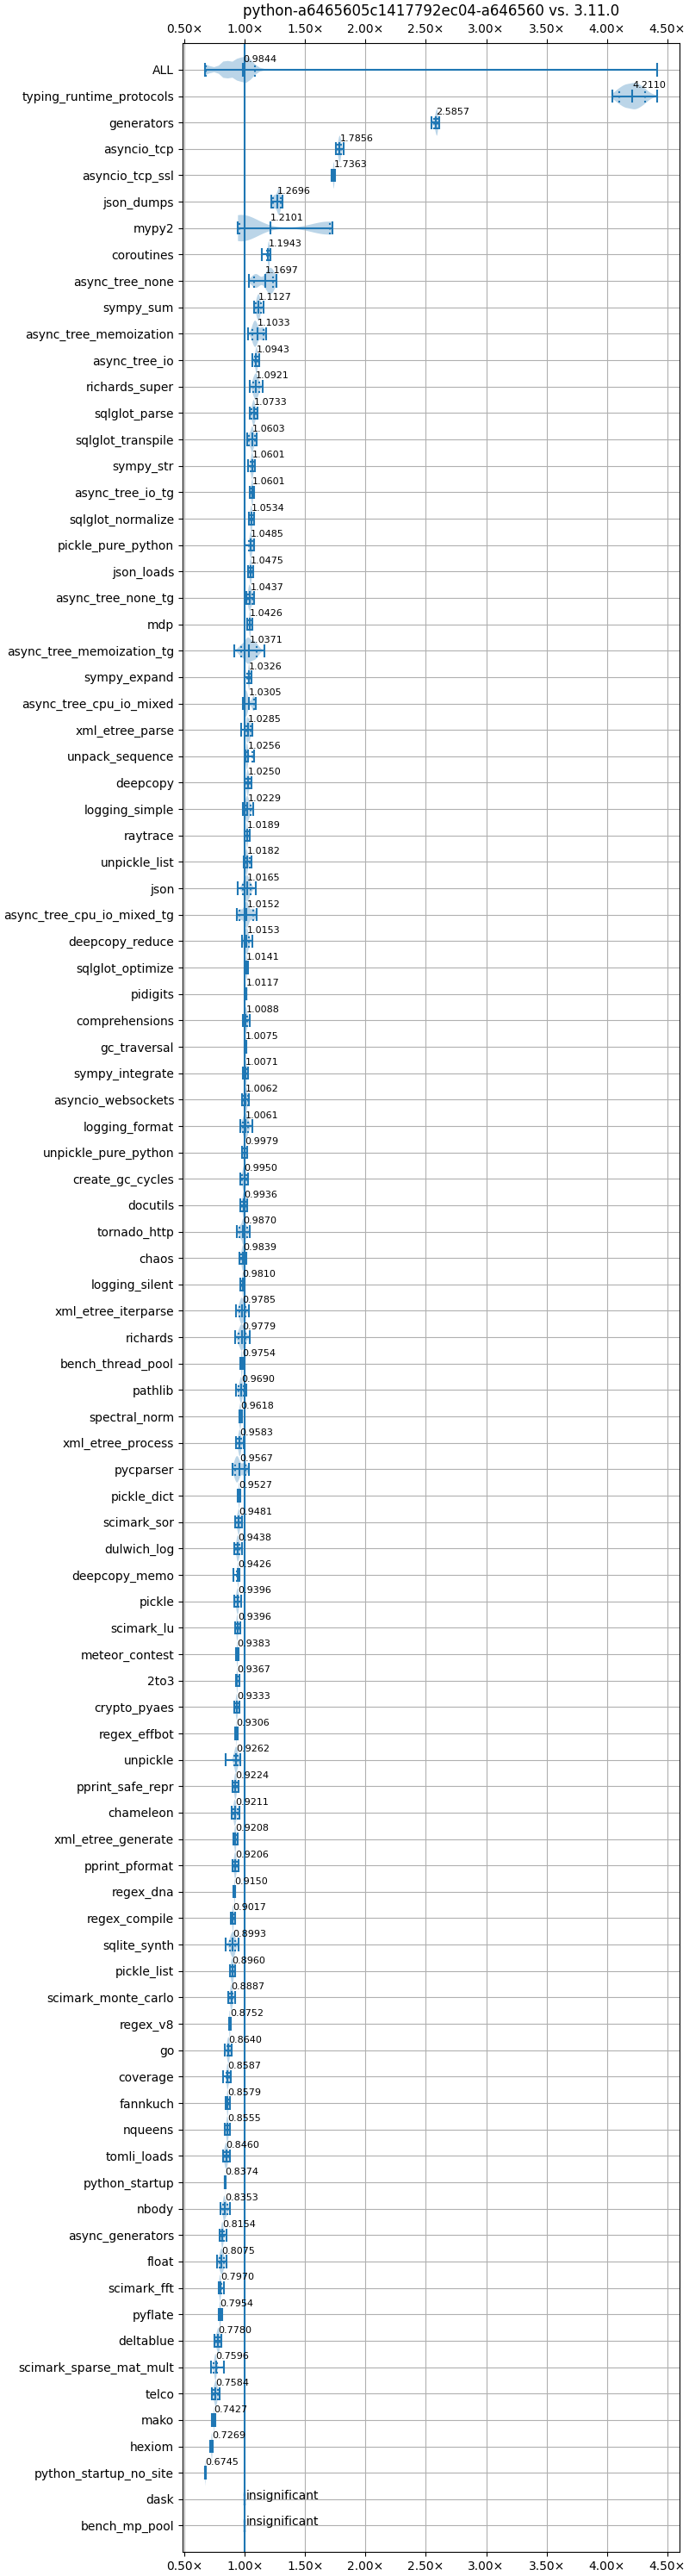 python-a6465605c1417792ec04-a646560 vs. 3.11.0
0.50× 1.00× 1.50× 2.00× 2.50× 3.00× 3.50× 4.00× 4.50×
ALL 0.9844
typing_runtime_protocols 4.2110
generators 2.5857
asyncio_tcp 1.7856
asyncio_tcp_ssl 1.7363
json_dumps 1.2696
mypy2 1.2101
coroutines 1.1943
async_tree_none 1.1697
sympy_sum 1.1127
async_tree_memoization 1.1033
async_tree_io 1.0943
richards_super 1.0921
sqlglot_parse 1.0733
sqlglot_transpile 1.0603
sympy_str 1.0601
async_tree_io_tg 1.0601
sqlglot_normalize 1.0534
pickle_pure_python 1.0485
json_loads 1.0475
async_tree_none_tg 1.0437
mdp 1.0426
async_tree_memoization_tg 1.0371
sympy_expand 1.0326
async_tree_cpu_io_mixed 1.0305
xml_etree_parse 1.0285
unpack_sequence 1.0256
deepcopy 1.0250
logging_simple 1.0229
raytrace 1.0189
unpickle_list 1.0182
json 1.0165
async_tree_cpu_io_mixed_tg 1.0152
deepcopy_reduce 1.0153
sqlglot_optimize 1.0141
pidigits 1.0117
comprehensions 1.0088
gc_traversal 1.0075
sympy_integrate 1.0071
asyncio_websockets 1.0062
logging_format 1.0061
unpickle_pure_python 0.9979
create_gc_cycles 0.9950
docutils 0.9936
tornado_http 0.9870
chaos 0.9839
logging_silent 0.9810
xml_etree_iterparse 0.9785
richards 0.9779
bench_thread_pool 0.9754
pathlib 0.9690
spectral_norm 0.9618
xml_etree_process 0.9583
pycparser 0.9567
pickle_dict 0.9527
scimark_sor 0.9481
dulwich_log 0.9438
deepcopy_memo 0.9426
pickle 0.9396
scimark_lu 0.9396
meteor_contest 0.9383
2to3 0.9367
crypto_pyaes 0.9333
regex_effbot 0.9306
unpickle 0.9262
pprint_safe_repr 0.9224
chameleon 0.9211
xml_etree_generate 0.9208
pprint_pformat 0.9206
regex_dna 0.9150
regex_compile 0.9017
sqlite_synth 0.8993
pickle_list 0.8960
scimark_monte_carlo 0.8887
regex_v8 0.8752
go 0.8640
coverage 0.8587
fannkuch 0.8579
nqueens 0.8555
tomli_loads 0.8460
python_startup 0.8374
nbody 0.8353
async_generators 0.8154
float 0.8075
scimark_fft 0.7970
pyflate 0.7954
deltablue 0.7780
scimark_sparse_mat_mult 0.7596
telco 0.7584
mako 0.7427
hexiom 0.7269
python_startup_no_site 0.6745
dask insignificant
bench_mp_pool insignificant
0.50× 1.00× 1.50× 2.00× 2.50× 3.00× 3.50× 4.00× 4.50×